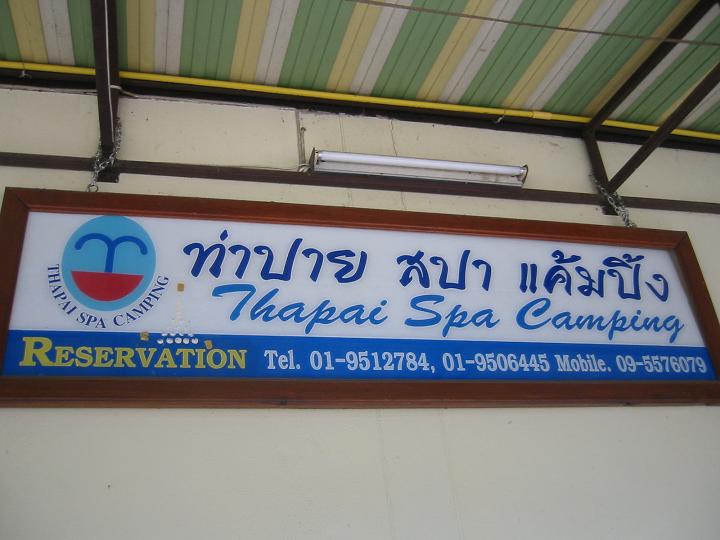 ท่าปาย สปา แค้มปิ้ง
Thapai Spa Camping
THAPAI SPA CAMPING
RESERVATION Tel. 01-9512784, 01-9506445 Mobile. 09-5576079